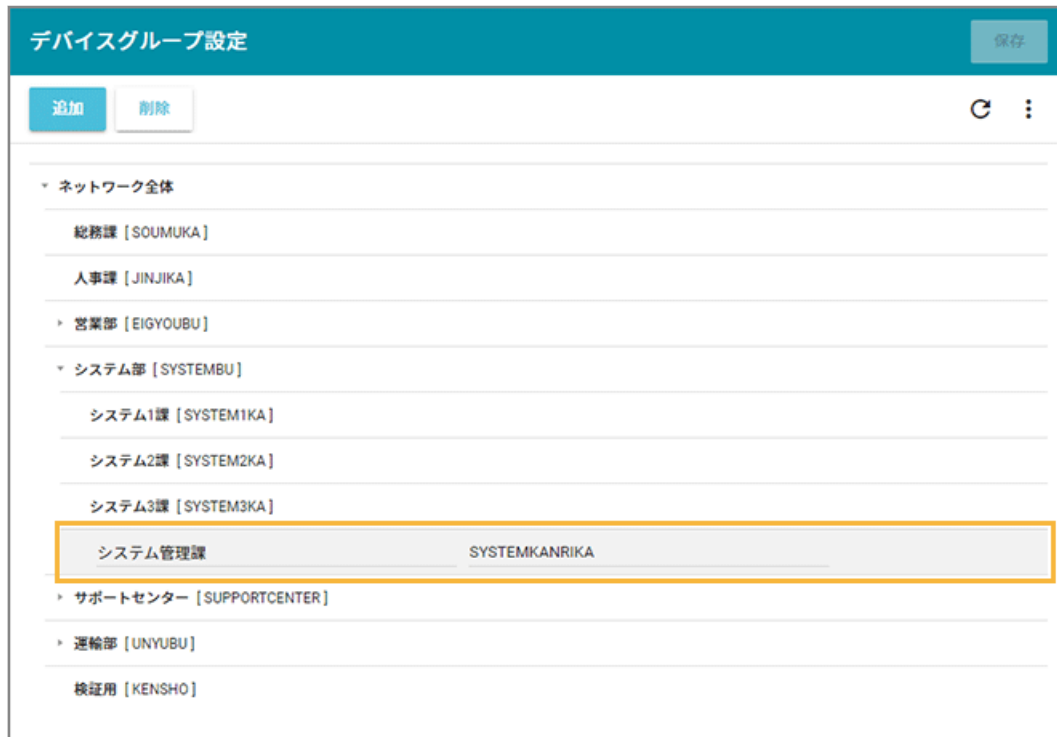 デバイスグループ設定 保存
追加 削除
ネットワーク全体
総務課 [ SOUMUKA ]
人事課 [ JINJIKA ]
営業部 [ EIGYOUBU ]
システム部 [ SYSTEMBU ]
システム1課 [ SYSTEM1KA ]
システム2課 [ SYSTEM2KA ]
システム3課 [ SYSTEM3KA ]
システム管理課 SYSTEMKANRIKA
サポートセンター [ SUPPORTCENTER ]
運輸部 [ UNYUBU ]
検証用 [ KENSHO ]